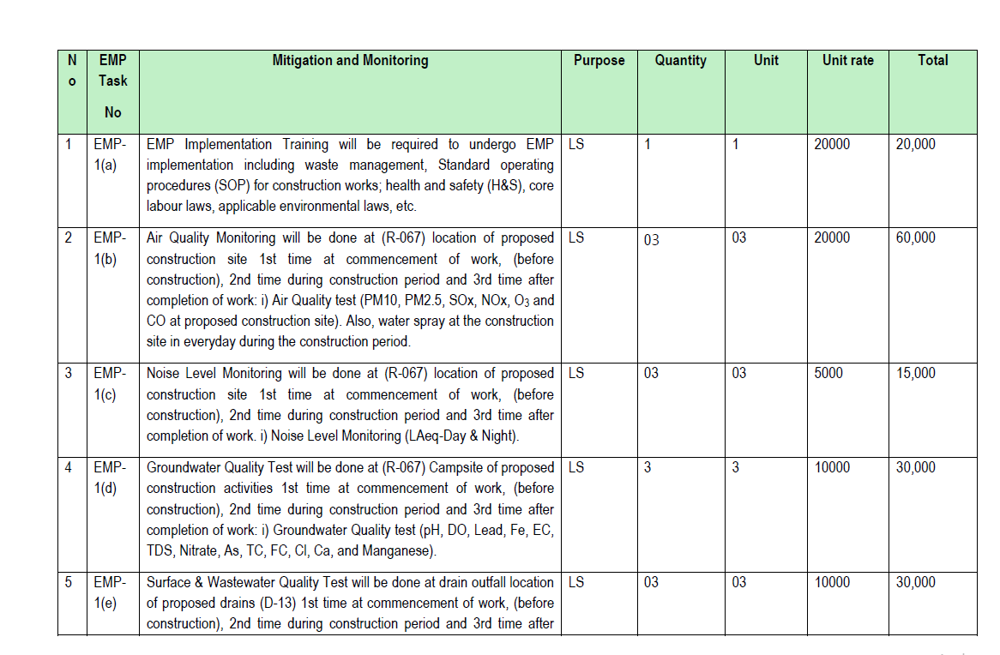 N
o
EMP
Task
No
Mitigation and Monitoring
Purpose
Quantity
Unit
Unit rate
Total
1
EMP-
1(a)
EMP Implementation Training will be required to undergo EMP
implementation including waste management, Standard operating
procedures (SOP) for construction works; health and safety (H&S), core
labour laws, applicable environmental laws, etc.
LS
1
1
20000
20,000
2
EMP-
1(b)
Air Quality Monitoring will be done at (R-067) location of proposed
construction site 1st time at commencement of work, (before
construction), 2nd time during construction period and 3rd time after
completion of work: i) Air Quality test (PM10, PM2.5, SOx, NOx, O3 and
CO at proposed construction site). Also, water spray at the construction
site in everyday during the construction period.
LS
03
03
20000
60,000
3
EMP-
1(c)
Noise Level Monitoring will be done at (R-067) location of proposed
construction site 1st time at commencement of work, (before
construction), 2nd time during construction period and 3rd time after
completion of work. i) Noise Level Monitoring (LAeq-Day & Night).
LS
03
03
5000
15,000
4
EMP-
1(d)
Groundwater Quality Test will be done at (R-067) Campsite of proposed
construction activities 1st time at commencement of work, (before
construction), 2nd time during construction period and 3rd time after
completion of work: i) Groundwater Quality test (pH, DO, Lead, Fe, EC,
TDS, Nitrate, As, TC, FC, Cl, Ca, and Manganese).
LS
3
3
10000
30,000
5
EMP-
1(e)
Surface & Wastewater Quality Test will be done at drain outfall location
of proposed drains (D-13) 1st time at commencement of work, (before
construction), 2nd time during construction period and 3rd time after
LS
03
03
10000
30,000